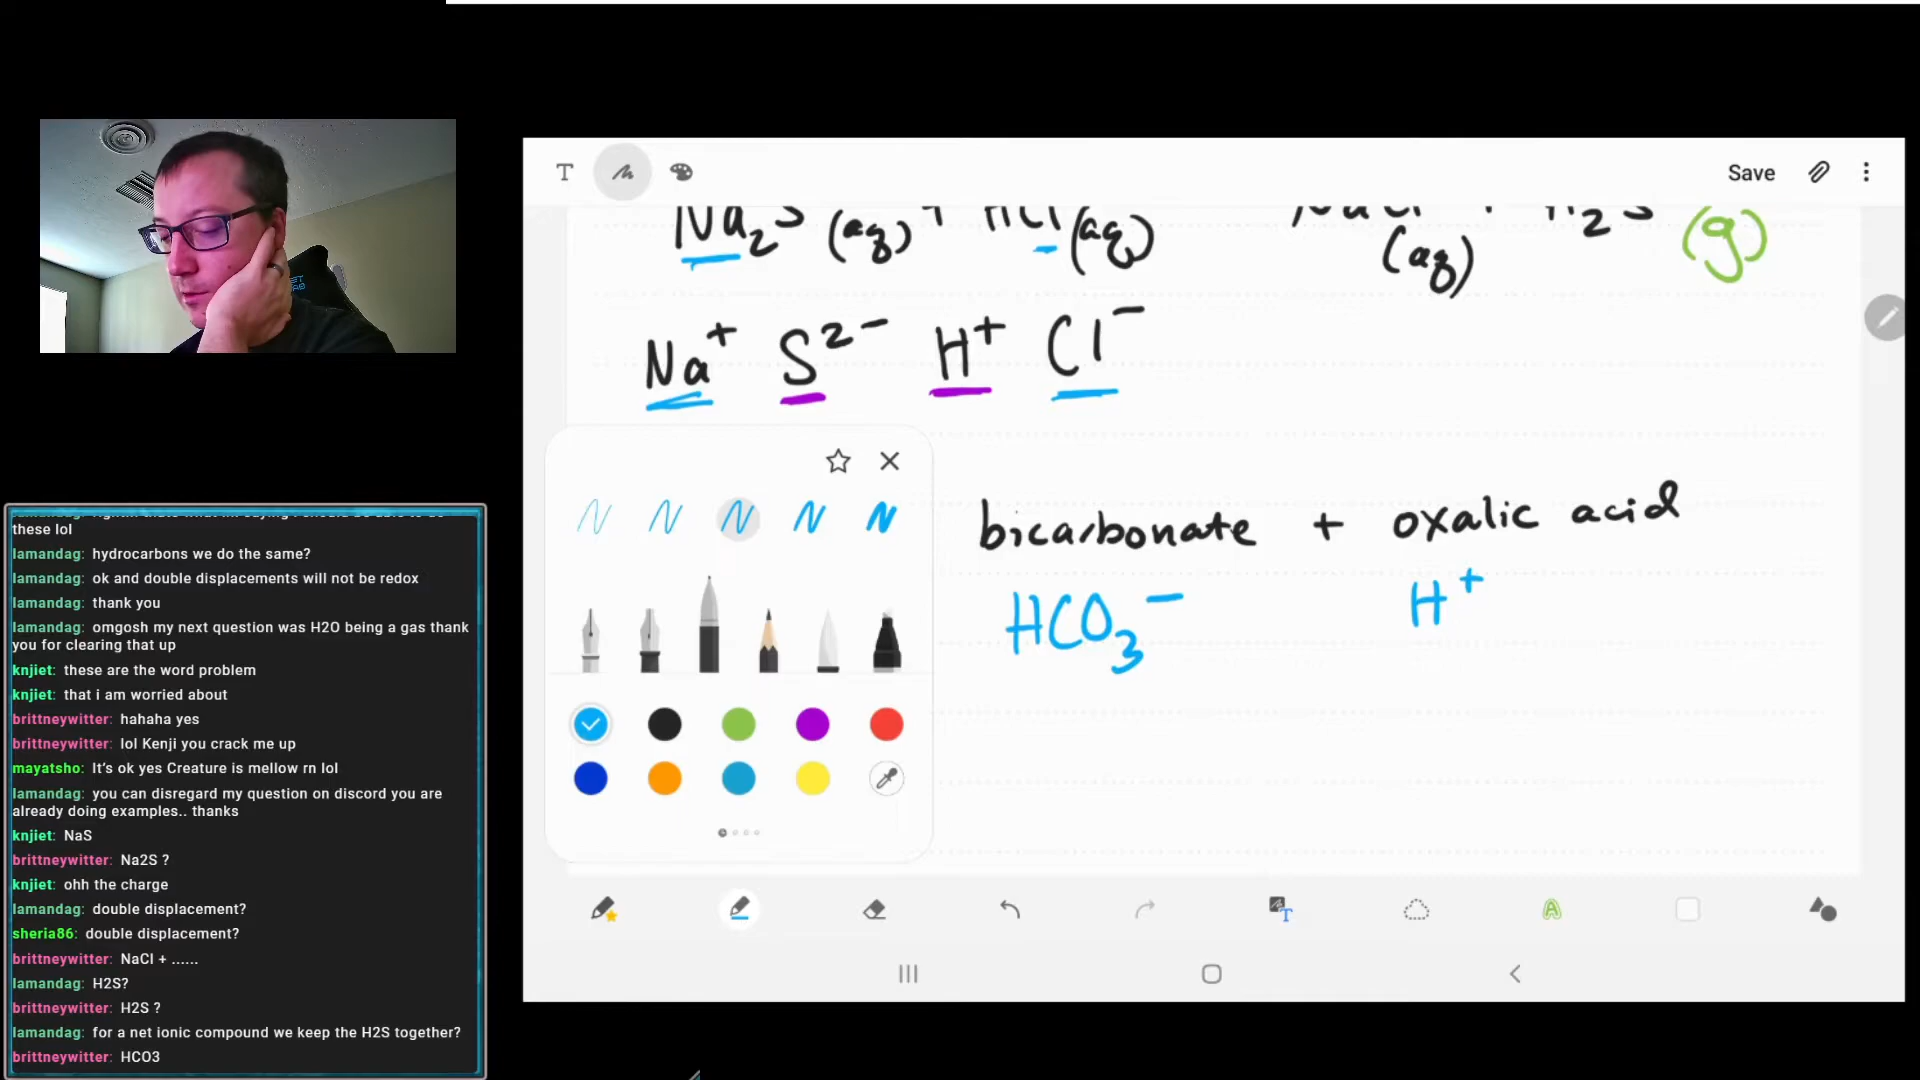 T Save
Na2S (aq) + HCl (aq) NaCl + H2S (g)
(aq)
Na+ S2− H+ Cl−
bicarbonate + oxalic acid
HCO3− H+
these lol
lamandag: hydrocarbons we do the same?
lamandag: ok and double displacements will not be redox
lamandag: thank you
lamandag: omgosh my next question was H2O being a gas thank
you for clearing that up
knjiet: these are the word problem
knjiet: that i am worried about
brittneywitter: hahaha yes
brittneywitter: lol Kenji you crack me up
mayatsho: It’s ok yes Creature is mellow rn lol
lamandag: you can disregard my question on discord you are
already doing examples.. thanks
knjiet: NaS
brittneywitter: Na2S ?
knjiet: ohh the charge
lamandag: double displacement?
sheria86: double displacement?
brittneywitter: NaCl + ......
lamandag: H2S?
brittneywitter: H2S ?
lamandag: for a net ionic compound we keep the H2S together?
brittneywitter: HCO3